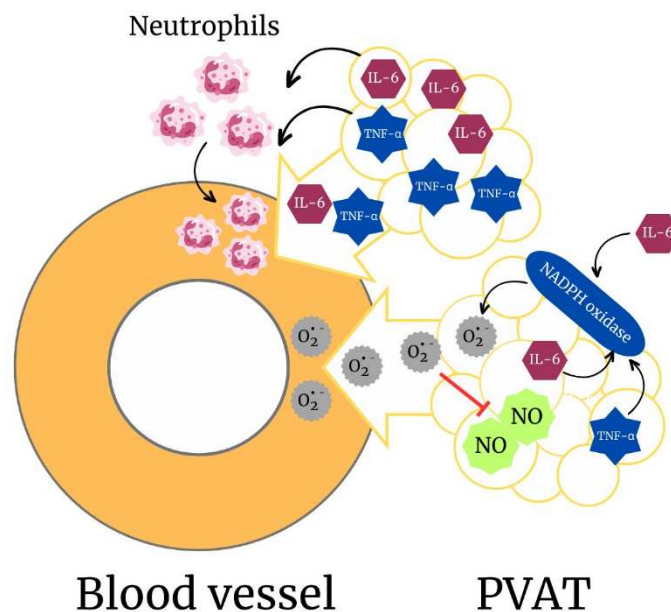 Neutrophils
IL-6
IL-6
TNF-α
IL-6
TNF-α
TNF-α
IL-6
TNF-α
IL-6
NADPH oxidase
O₂•-
O₂•-
O₂•-
O₂•-
O₂•-
IL-6
NO
NO
TNF-α
Blood vessel
PVAT